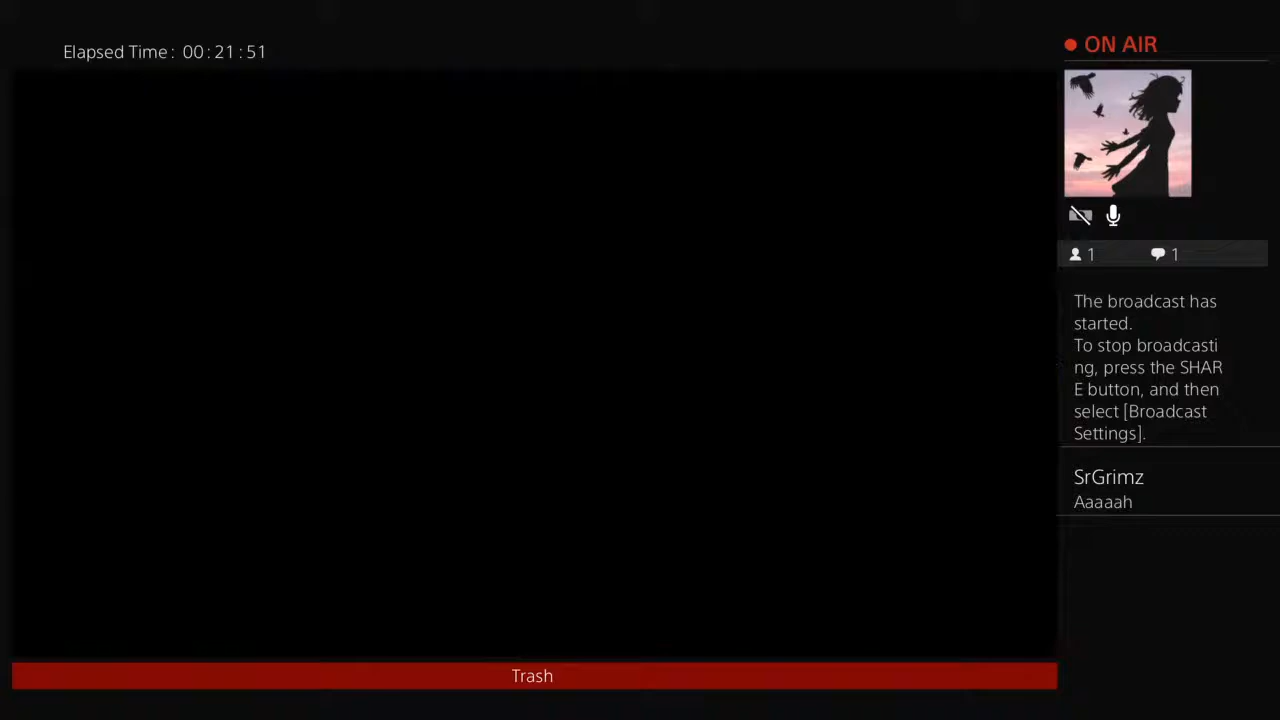 Elapsed Time: 00:21:51
ON AIR
1 1
The broadcast has
started.
To stop broadcasti
ng, press the SHAR
E button, and then
select [Broadcast
Settings].
SrGrimz
Aaaaah
Trash